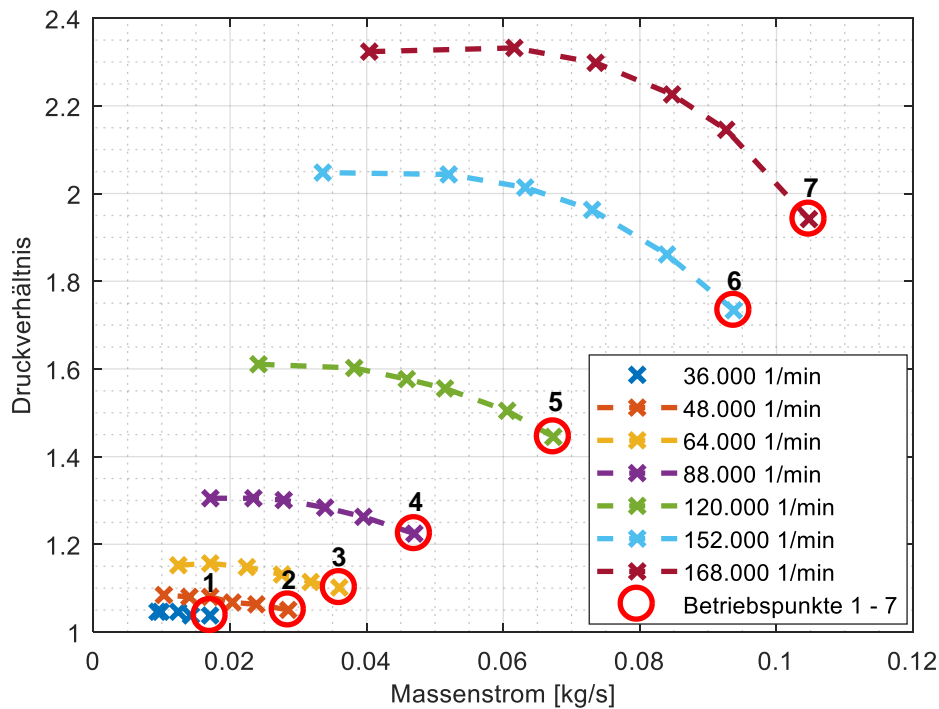 2.4
2.2
2
1.8
1.6
1.4
1.2
1
Druckverhältnis
0
0.02
0.04
0.06
0.08
0.1
0.12
Massenstrom [kg/s]
1
2
3
4
5
6
7
36.000 1/min
48.000 1/min
64.000 1/min
88.000 1/min
120.000 1/min
152.000 1/min
168.000 1/min
Betriebspunkte 1 - 7